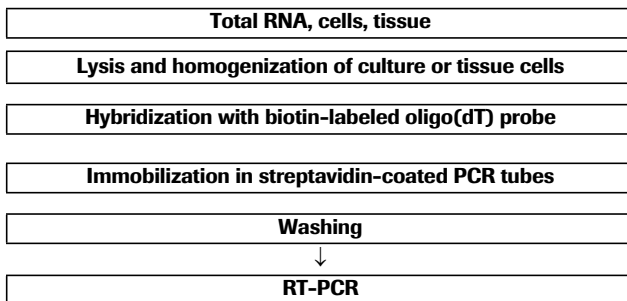 Total RNA, cells, tissue
Lysis and homogenization of culture or tissue cells
Hybridization with biotin-labeled oligo(dT) probe
Immobilization in streptavidin-coated PCR tubes
Washing
↓
RT-PCR